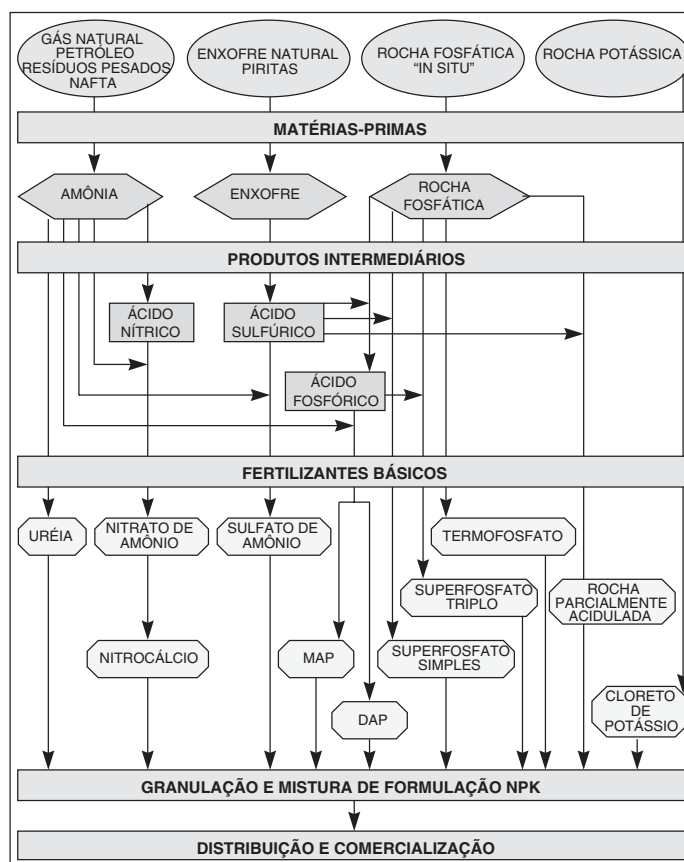 GÁS NATURAL
PETRÓLEO
RESÍDUOS PESADOS
NAFTA
ENXOFRE NATURAL
PIRITAS
ROCHA FOSFÁTICA
“IN SITU”
ROCHA POTÁSSICA
MATÉRIAS-PRIMAS
AMÔNIA
ENXOFRE
ROCHA
FOSFÁTICA
PRODUTOS INTERMEDIÁRIOS
ÁCIDO
NÍTRICO
ÁCIDO
SULFÚRICO
ÁCIDO
FOSFÓRICO
FERTILIZANTES BÁSICOS
URÉIA
NITRATO DE
AMÔNIO
SULFATO DE
AMÔNIO
TERMOFOSFATO
SUPERFOSFATO
TRIPLO
ROCHA
PARCIALMENTE
ACIDULADA
NITROCÁLCIO
MAP
SUPERFOSFATO
SIMPLES
DAP
CLORETO
DE
POTÁSSIO
GRANULAÇÃO E MISTURA DE FORMULAÇÃO NPK
DISTRIBUIÇÃO E COMERCIALIZAÇÃO